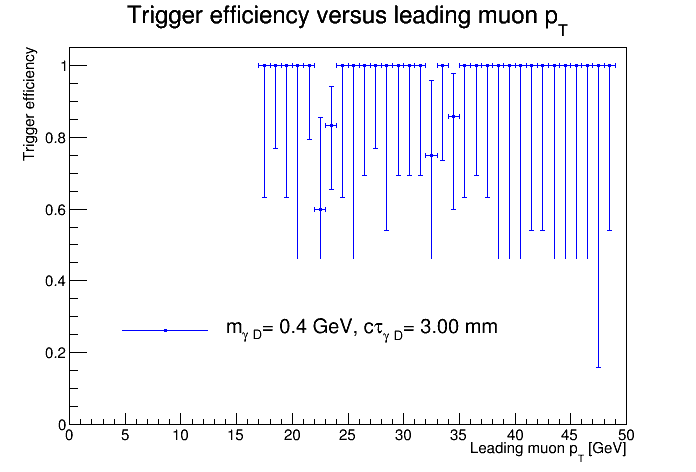 Trigger efficiency versus leading muon p_T
Trigger efficiency
1
0.8
0.6
0.4
0.2
0
m_γ D= 0.4 GeV, cτ_γ D= 3.00 mm
0 5 10 15 20 25 30 35 40 45 50
Leading muon p_T [GeV]